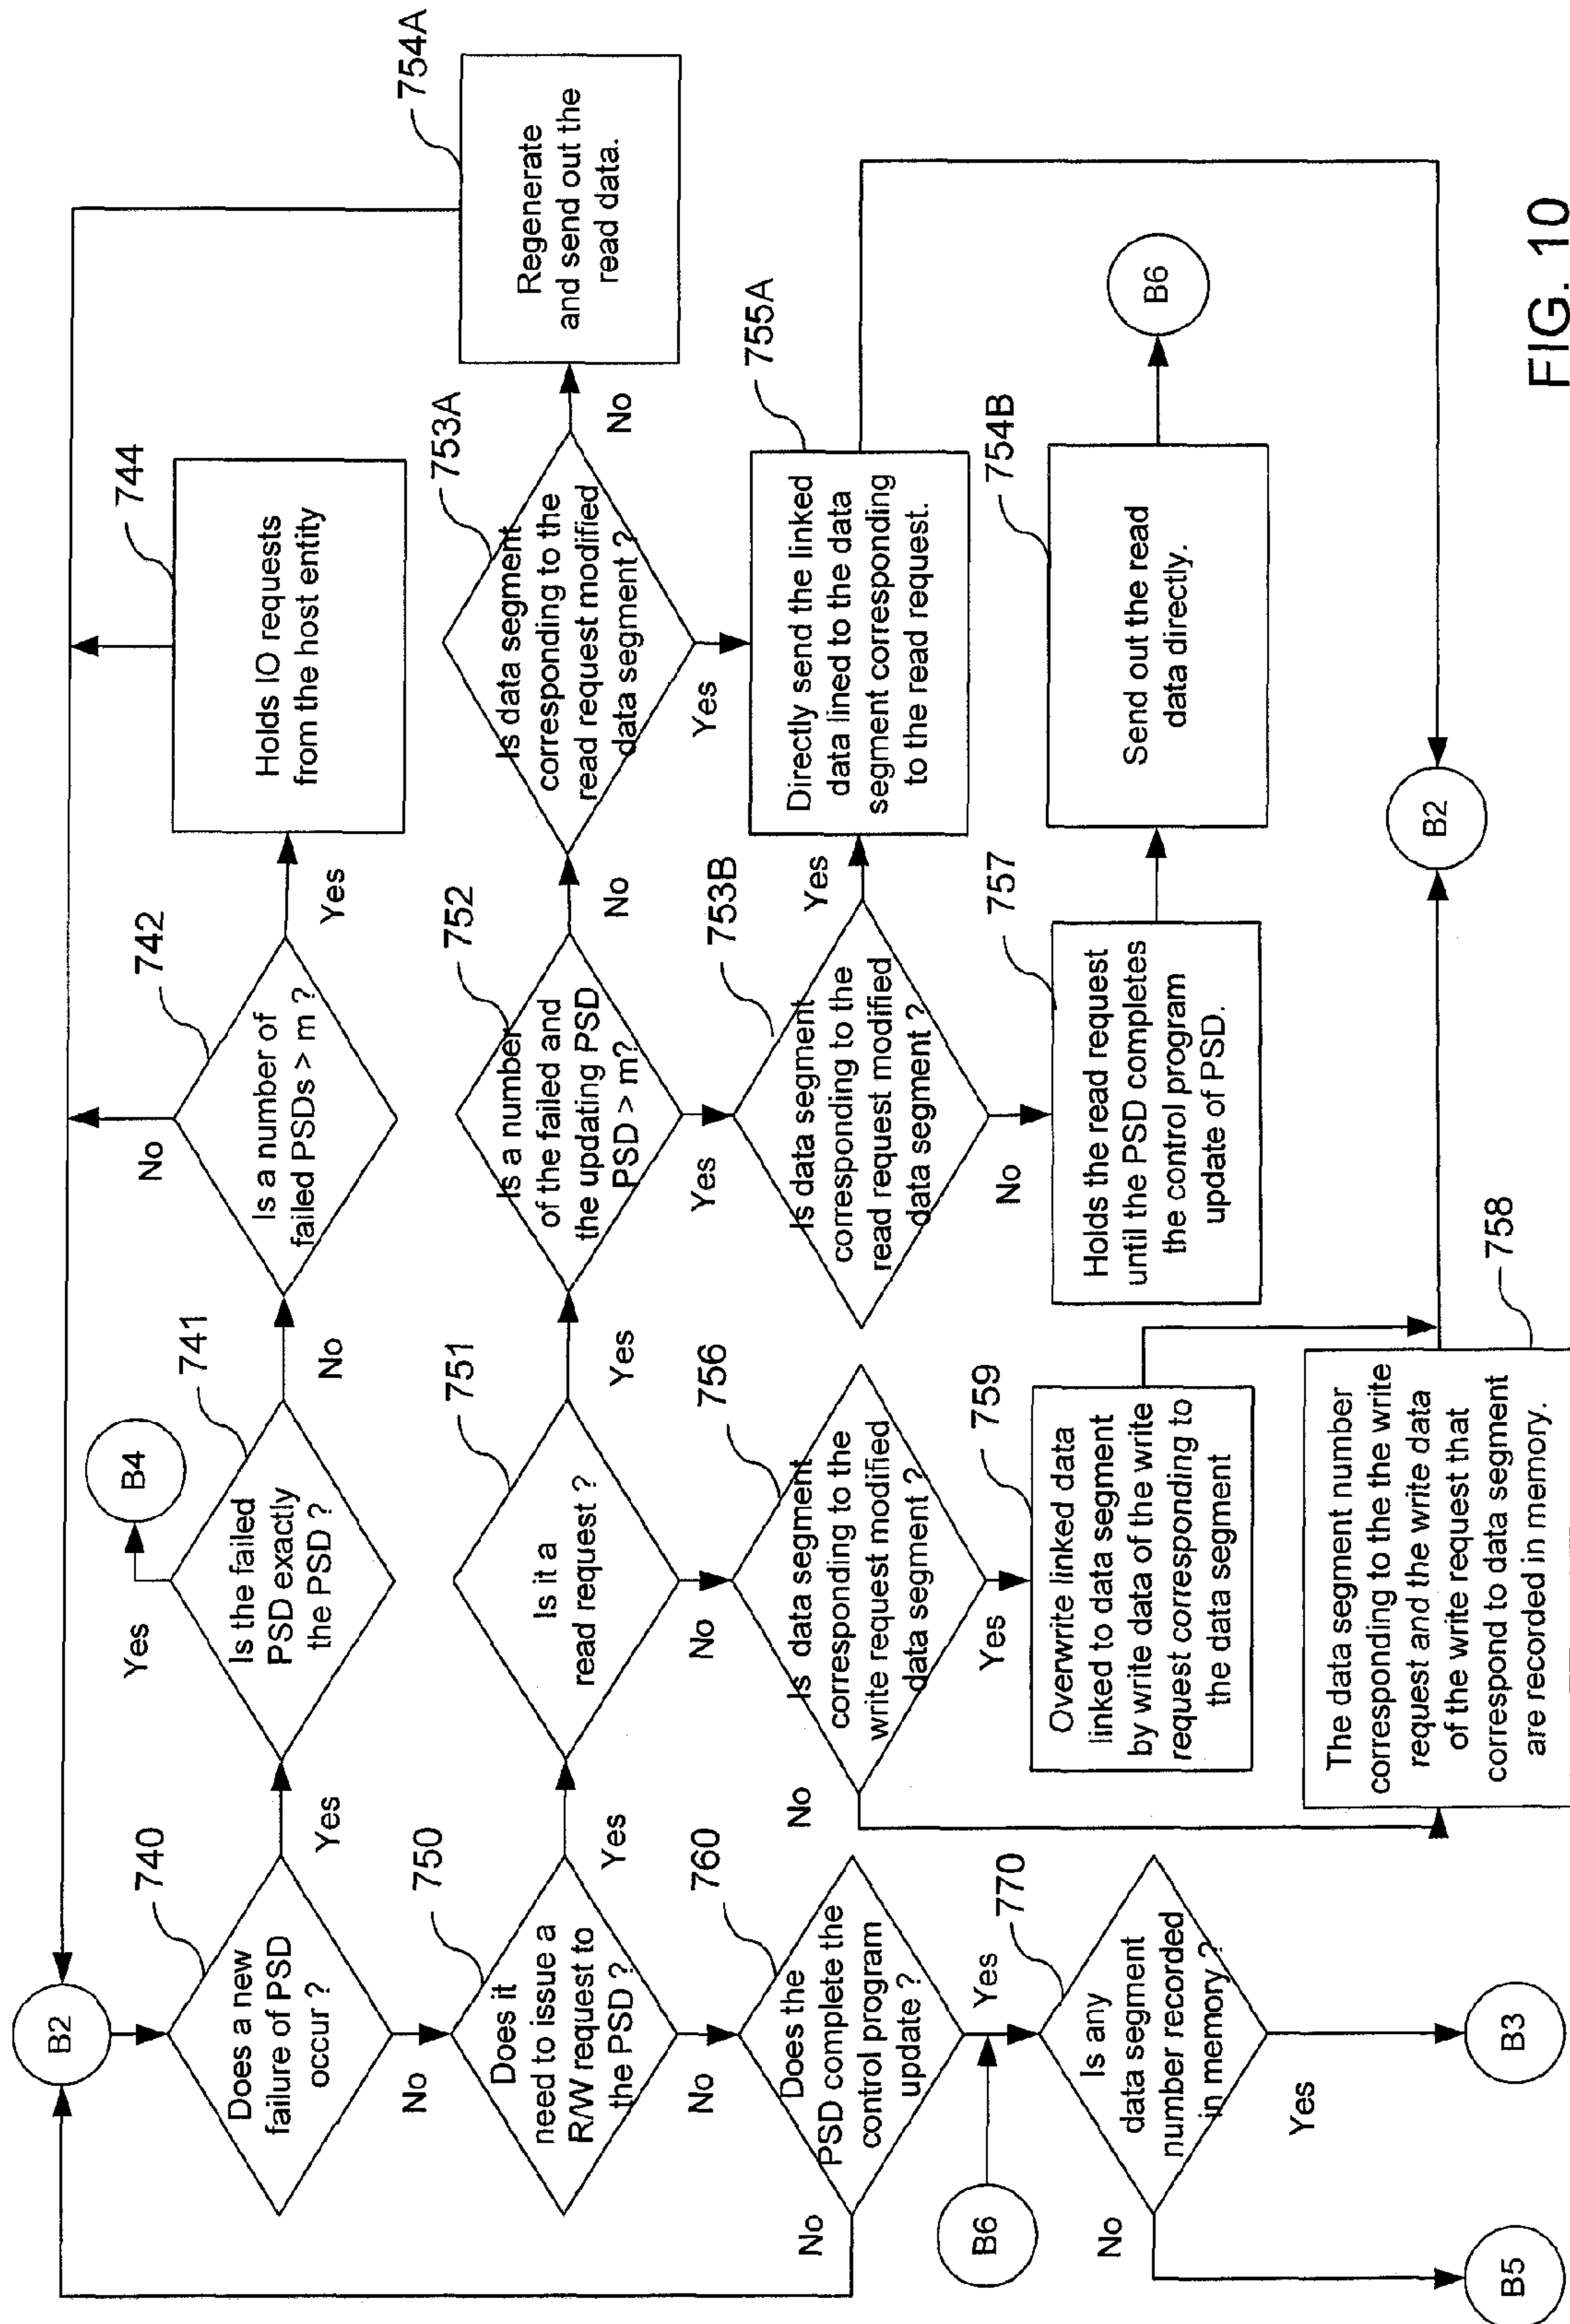 B2
740
Does a new
failure of PSD
occur ?
Yes
No
741
Is the failed
PSD exactly
the PSD ?
Yes
B4
No
742
Is a number of
failed PSDs > m ?
No
Yes
744
Holds IO requests
from the host entity
750
Does it
need to issue a
R/W request to
the PSD ?
Yes
No
751
Is it a
read request ?
Yes
No
752
Is a number
of the failed and
the updating PSD
PSD > m?
No
Yes
753A
Is data segment
corresponding to the
read request modified
data segment ?
No
Yes
754A
Regenerate
and send out the
read data.
760
Does the
PSD complete the
control program
update ?
No
Yes
756
Is data segment
corresponding to the
write request modified
data segment ?
No
Yes
753B
Is data segment
corresponding to the
read request modified
data segment ?
Yes
No
755A
Directly send the linked
data lined to the data
segment corresponding
to the read request.
B6
770
Is any
data segment
number recorded
in memory ?
No
Yes
759
Overwrite linked data
linked to data segment
by write data of the write
request corresponding to
the data segment
757
Holds the read request
until the PSD completes
the control program
update of PSD.
754B
Send out the read
data directly.
B6
758
The data segment number
corresponding to the the write
request and the write data
of the write request that
correspond to data segment
are recorded in memory.
B2
B5
B3
FIG. 10